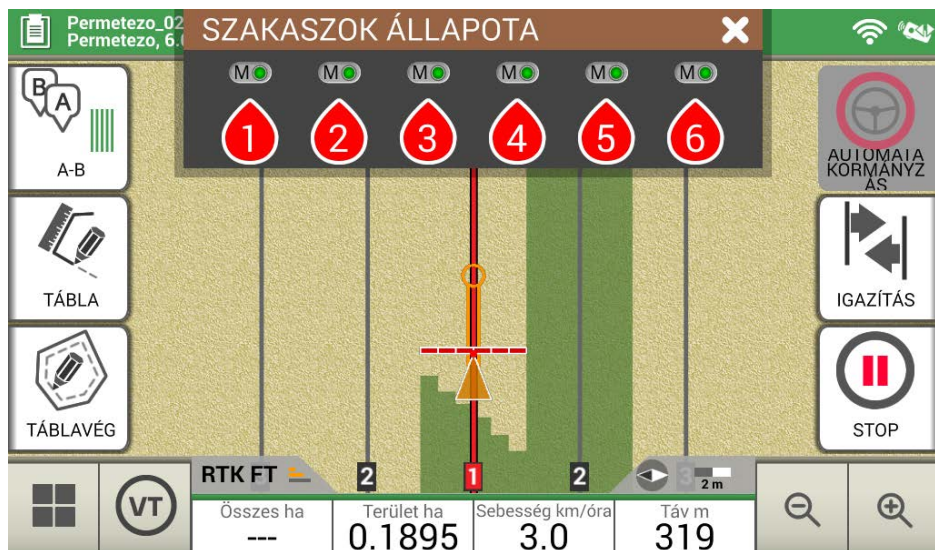 Permetezo_02
Permetezo, 6.
SZAKASZOK ÁLLAPOTA
M M M M M M
1 2 3 4 5 6
B
A
A-B
TÁBLA
TÁBLAVÉG
AUTOMATA
KORMÁNYZ
ÁS
IGAZÍTÁS
STOP
RTK FT
3 2 1 2 3
2 m
VT
Összes ha
---
Terület ha
0.1895
Sebesség km/óra
3.0
Táv m
319